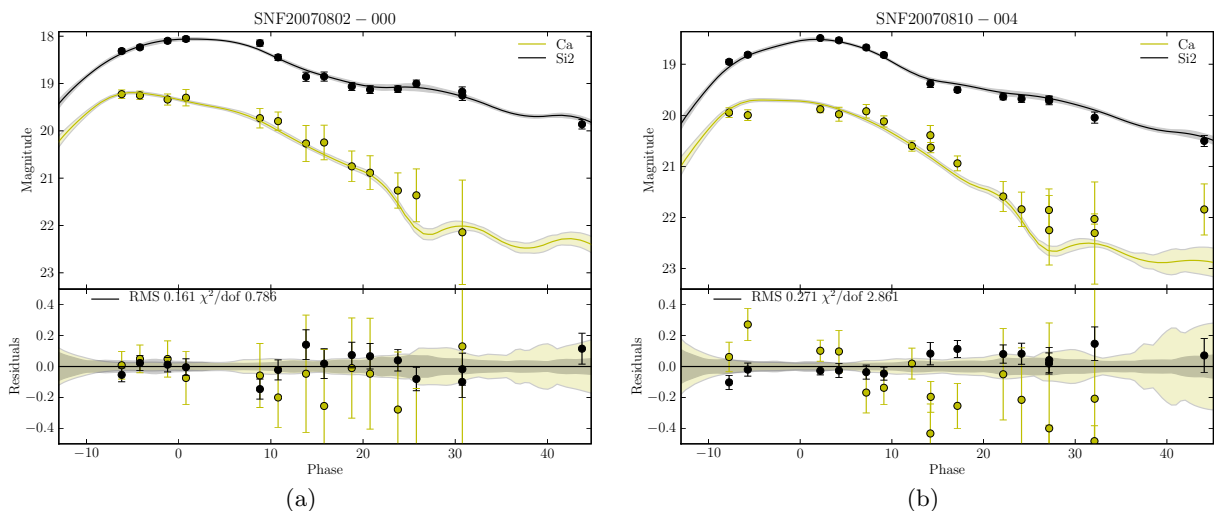 SNF20070802 − 000
18
19
20
21
22
23
Magnitude
Ca
Si2
RMS 0.161 χ²/dof 0.786
0.4
0.2
0.0
−0.2
−0.4
Residuals
−10 0 10 20 30 40
Phase
(a)
SNF20070810 − 004
19
20
21
22
23
Magnitude
Ca
Si2
RMS 0.271 χ²/dof 2.861
0.4
0.2
0.0
−0.2
−0.4
Residuals
−10 0 10 20 30 40
Phase
(b)